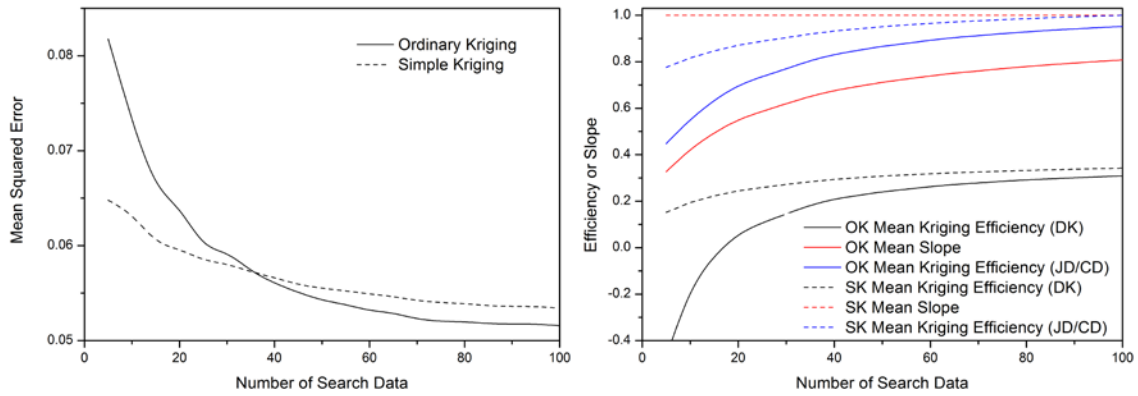 Mean Squared Error
0.08
0.07
0.06
0.05
Ordinary Kriging
Simple Kriging
0 20 40 60 80 100
Number of Search Data
Efficiency or Slope
1.0
0.8
0.6
0.4
0.2
0.0
-0.2
-0.4
OK Mean Kriging Efficiency (DK)
OK Mean Slope
OK Mean Kriging Efficiency (JD/CD)
SK Mean Kriging Efficiency (DK)
SK Mean Slope
SK Mean Kriging Efficiency (JD/CD)
0 20 40 60 80 100
Number of Search Data